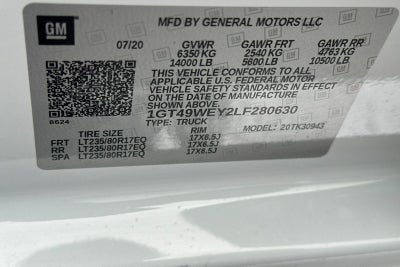 GM
MFD BY GENERAL MOTORS LLC
07/20 GVWR GAWR FRT GAWR RR
6350 KG 2540 KG 4763 KG
14000 LB 5600 LB 10500 LB
THIS VEHICLE CONFORMS TO ALL
APPLICABLE U.S. FEDERAL MOTOR
VEHICLE SAFETY STANDARDS IN EFFECT
ON THE DATE OF MANUFACTURE
SHOWN ABOVE.
1GT49WEY2LF280630
8624 TYPE: TRUCK MODEL: 20TK30943
RIM
FRT LT235/80R17EQ 17X6.5J
RR LT235/80R17EQ 17X6.5J
SPA LT235/80R17EQ 17X6.5J